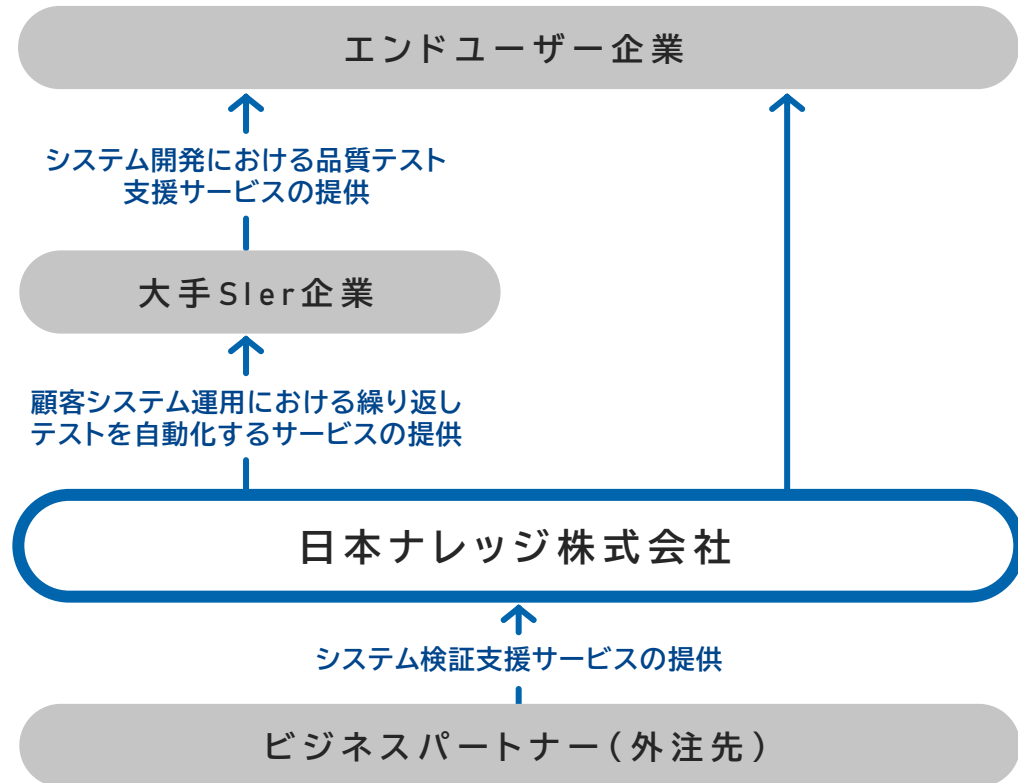 エンドユーザー企業
システム開発における品質テスト
支援サービスの提供
大手SIer企業
顧客システム運用における繰り返し
テストを自動化するサービスの提供
日本ナレッジ株式会社
システム検証支援サービスの提供
ビジネスパートナー(外注先)